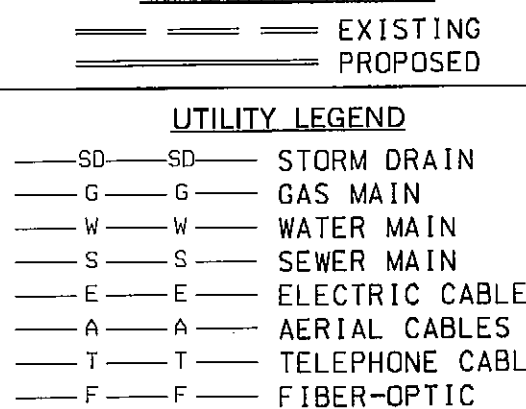 EXISTING
PROPOSED
UTILITY LEGEND
SD SD STORM DRAIN
G G GAS MAIN
W W WATER MAIN
S S SEWER MAIN
E E ELECTRIC CABLE
A A AERIAL CABLES
T T TELEPHONE CABL
F F FIBER-OPTIC